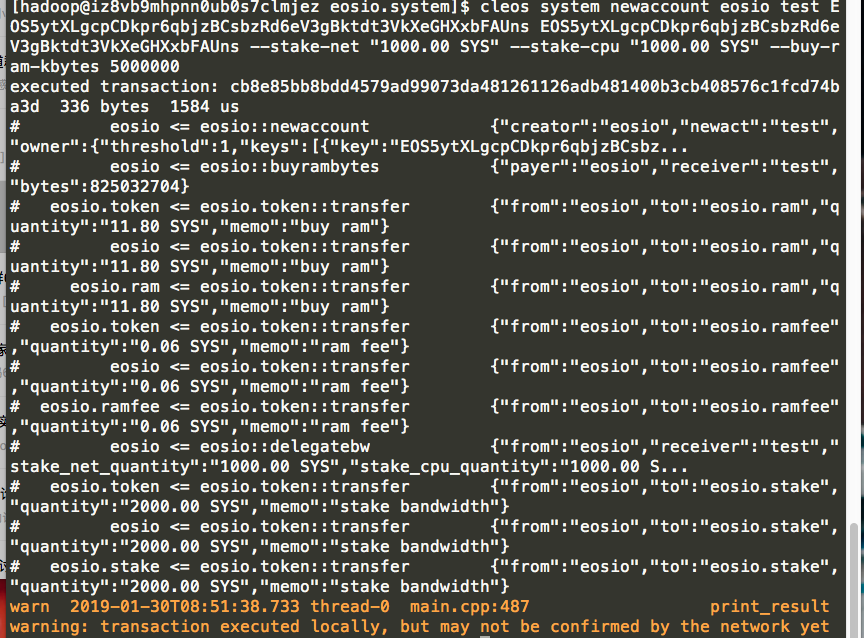 [hadoop@iz8vb9mhpnn0ub0s7clmjez eosio.system]$ cleos system newaccount eosio test E
OS5ytXLgcpCDkpr6qbjzBCsbzRd6eV3gBktdt3VkXeGHXxbFAUns EOS5ytXLgcpCDkpr6qbjzBCsbzRd6e
V3gBktdt3VkXeGHXxbFAUns --stake-net "1000.00 SYS" --stake-cpu "1000.00 SYS" --buy-r
am-kbytes 5000000
executed transaction: cb8e85bb8bdd4579ad99073da481261126adb481400b3cb408576c1fcd74b
a3d  336 bytes  1584 us
#         eosio <= eosio::newaccount            {"creator":"eosio","newact":"test",
"owner":{"threshold":1,"keys":[{"key":"EOS5ytXLgcpCDkpr6qbjzBCsbz...
#         eosio <= eosio::buyrambytes           {"payer":"eosio","receiver":"test",
"bytes":825032704}
#   eosio.token <= eosio.token::transfer        {"from":"eosio","to":"eosio.ram","q
uantity":"11.80 SYS","memo":"buy ram"}
#         eosio <= eosio.token::transfer        {"from":"eosio","to":"eosio.ram","q
uantity":"11.80 SYS","memo":"buy ram"}
#     eosio.ram <= eosio.token::transfer        {"from":"eosio","to":"eosio.ram","q
uantity":"11.80 SYS","memo":"buy ram"}
#   eosio.token <= eosio.token::transfer        {"from":"eosio","to":"eosio.ramfee"
,"quantity":"0.06 SYS","memo":"ram fee"}
#         eosio <= eosio.token::transfer        {"from":"eosio","to":"eosio.ramfee"
,"quantity":"0.06 SYS","memo":"ram fee"}
#  eosio.ramfee <= eosio.token::transfer        {"from":"eosio","to":"eosio.ramfee"
,"quantity":"0.06 SYS","memo":"ram fee"}
#         eosio <= eosio::delegatebw            {"from":"eosio","receiver":"test","
stake_net_quantity":"1000.00 SYS","stake_cpu_quantity":"1000.00 S...
#   eosio.token <= eosio.token::transfer        {"from":"eosio","to":"eosio.stake",
"quantity":"2000.00 SYS","memo":"stake bandwidth"}
#         eosio <= eosio.token::transfer        {"from":"eosio","to":"eosio.stake",
"quantity":"2000.00 SYS","memo":"stake bandwidth"}
#   eosio.stake <= eosio.token::transfer        {"from":"eosio","to":"eosio.stake",
"quantity":"2000.00 SYS","memo":"stake bandwidth"}
warn  2019-01-30T08:51:38.733 thread-0  main.cpp:487                  print_result
warning: transaction executed locally, but may not be confirmed by the network yet